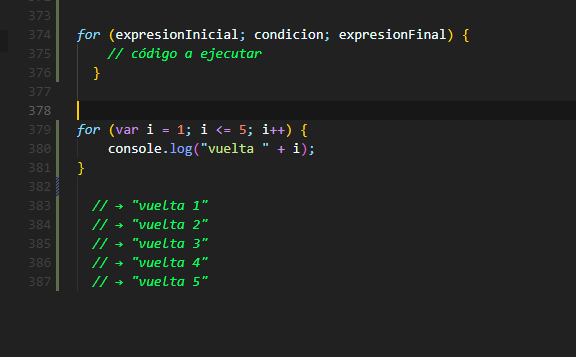 373
374 for (expresionInicial; condicion; expresionFinal) {
375 // código a ejecutar
376 }
377
378
379 for (var i = 1; i <= 5; i++) {
380 console.log("vuelta " + i);
381 }
382
383 // → "vuelta 1"
384 // → "vuelta 2"
385 // → "vuelta 3"
386 // → "vuelta 4"
387 // → "vuelta 5"